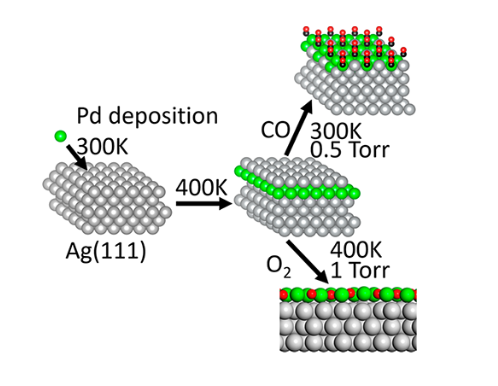 Pd deposition
300K
Ag(111)
400K
CO
300K
0.5 Torr
O₂
400K
1 Torr